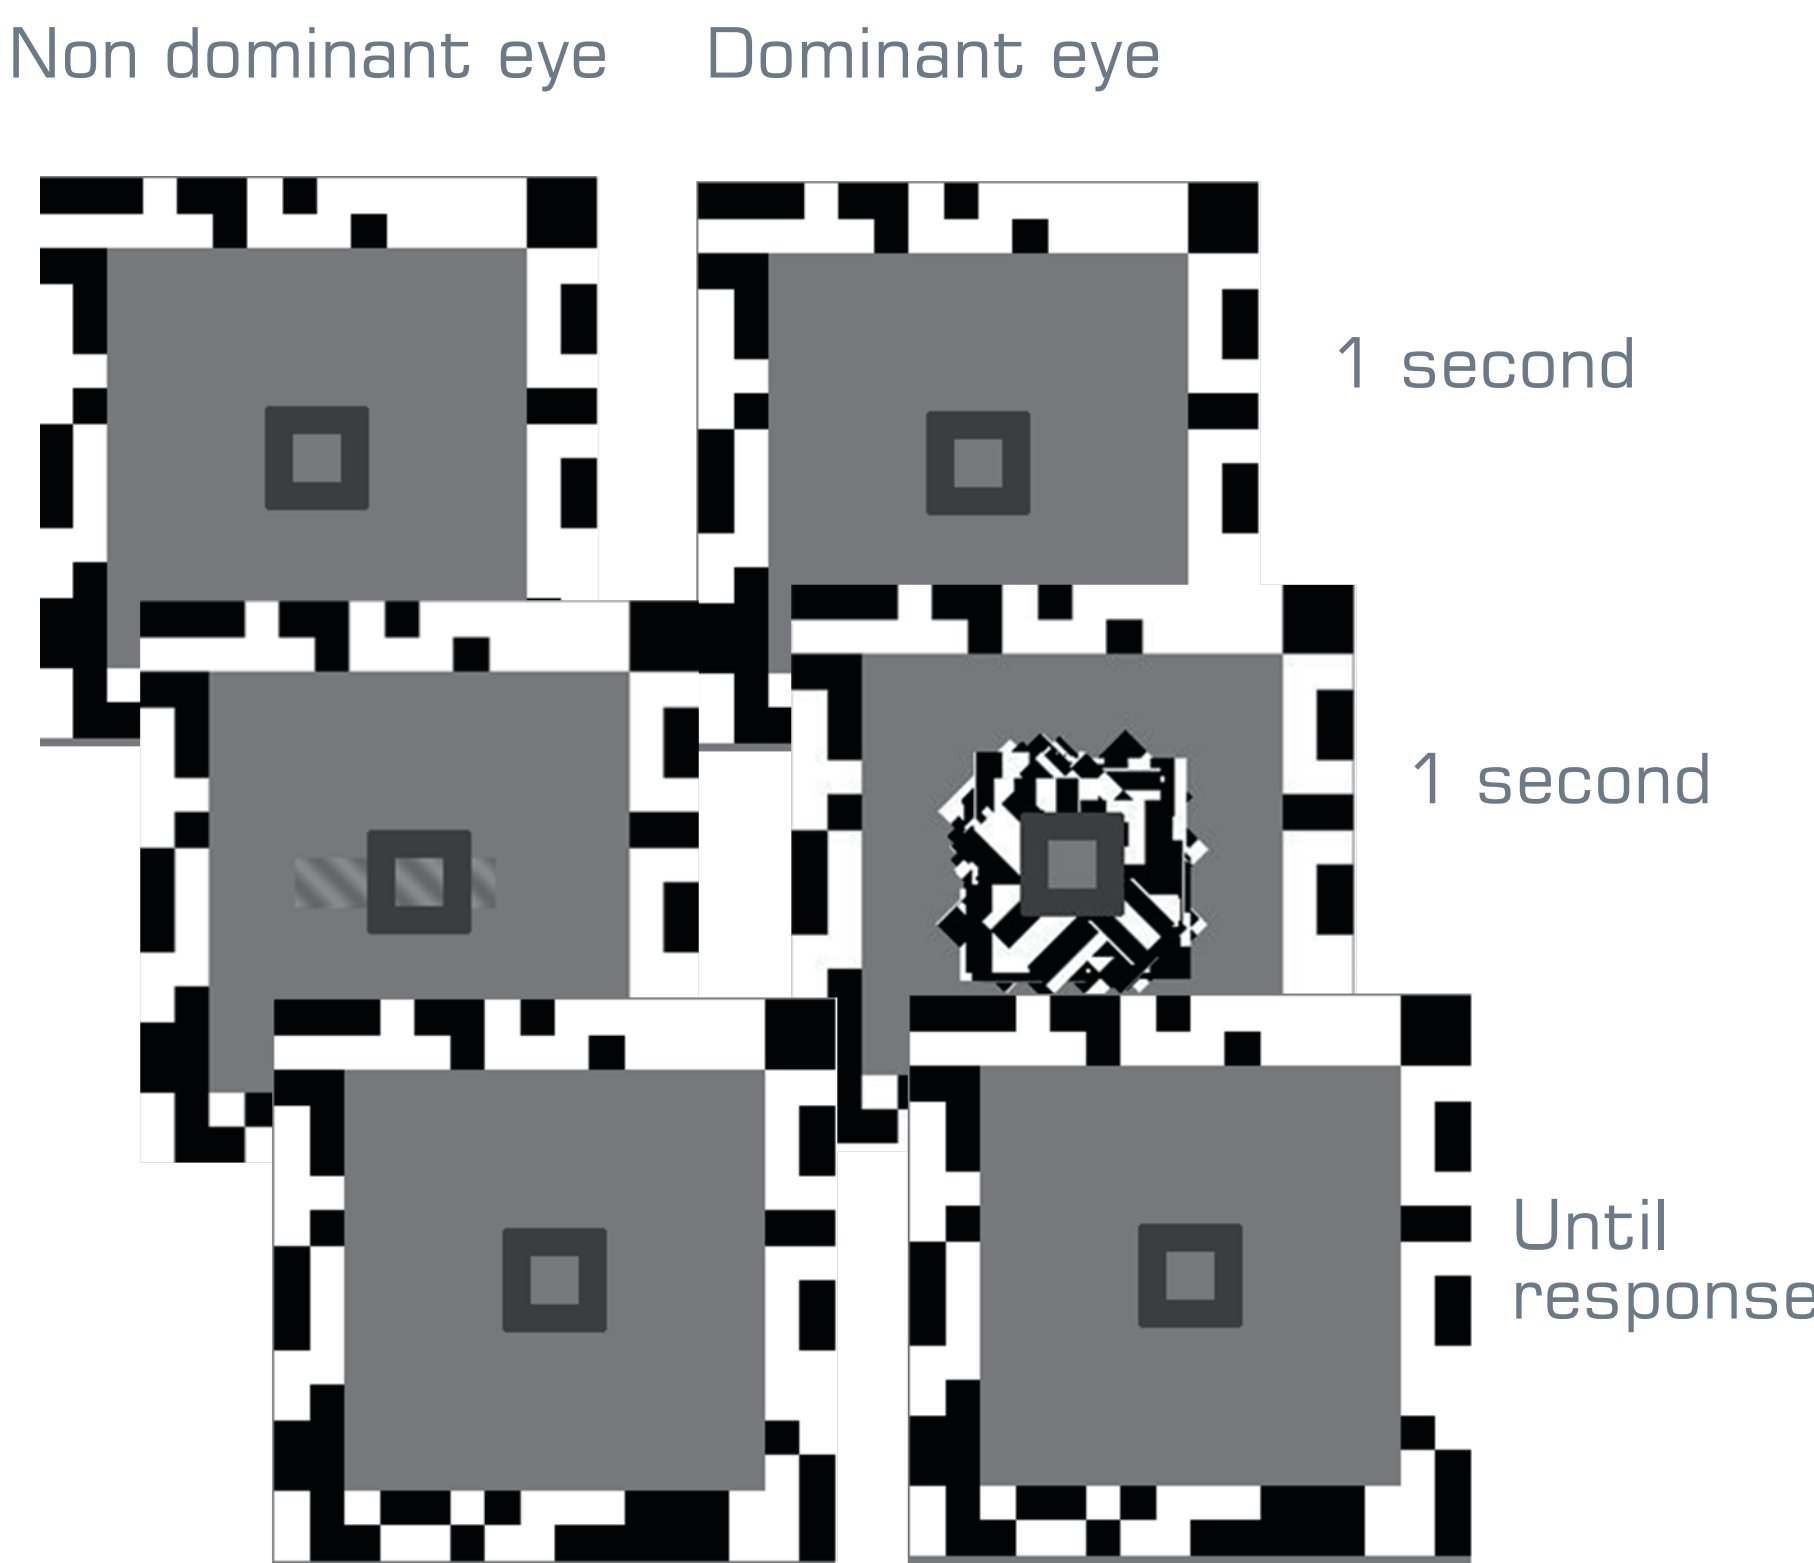 Non dominant eye
Dominant eye
1 second
1 second
Until
response